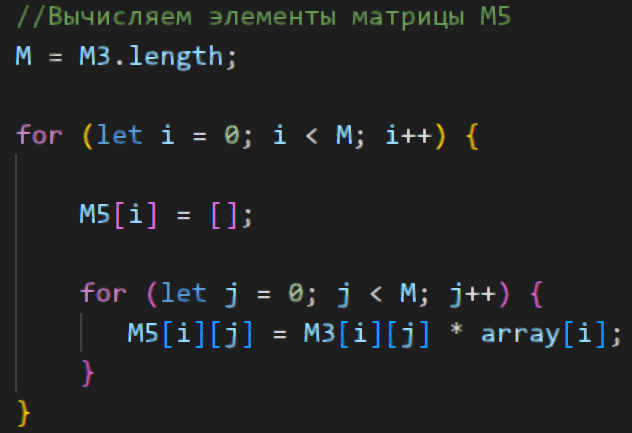 //Вычисляем элементы матрицы M5
M = M3.length;
for (let i = 0; i < M; i++) {
M5[i] = [];
for (let j = 0; j < M; j++) {
M5[i][j] = M3[i][j] * array[i];
}
}